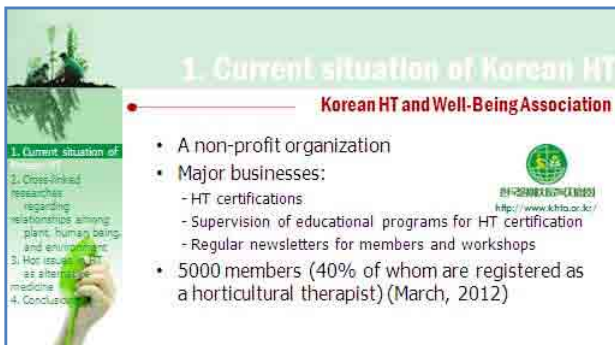 1. Current situation of Korean HT
Korean HT and Well-Being Association
1. Current situation of
2. Cross-linked
researches
regarding
relationships among
plant, human being,
and environment
3. Hot issues in HT
as alternative
medicine
4. Conclusion
• A non-profit organization
• Major businesses:
- HT certifications
- Supervision of educational programs for HT certification
- Regular newsletters for members and workshops
• 5000 members (40% of whom are registered as
a horticultural therapist) (March, 2012)
http://www.khta.or.kr/